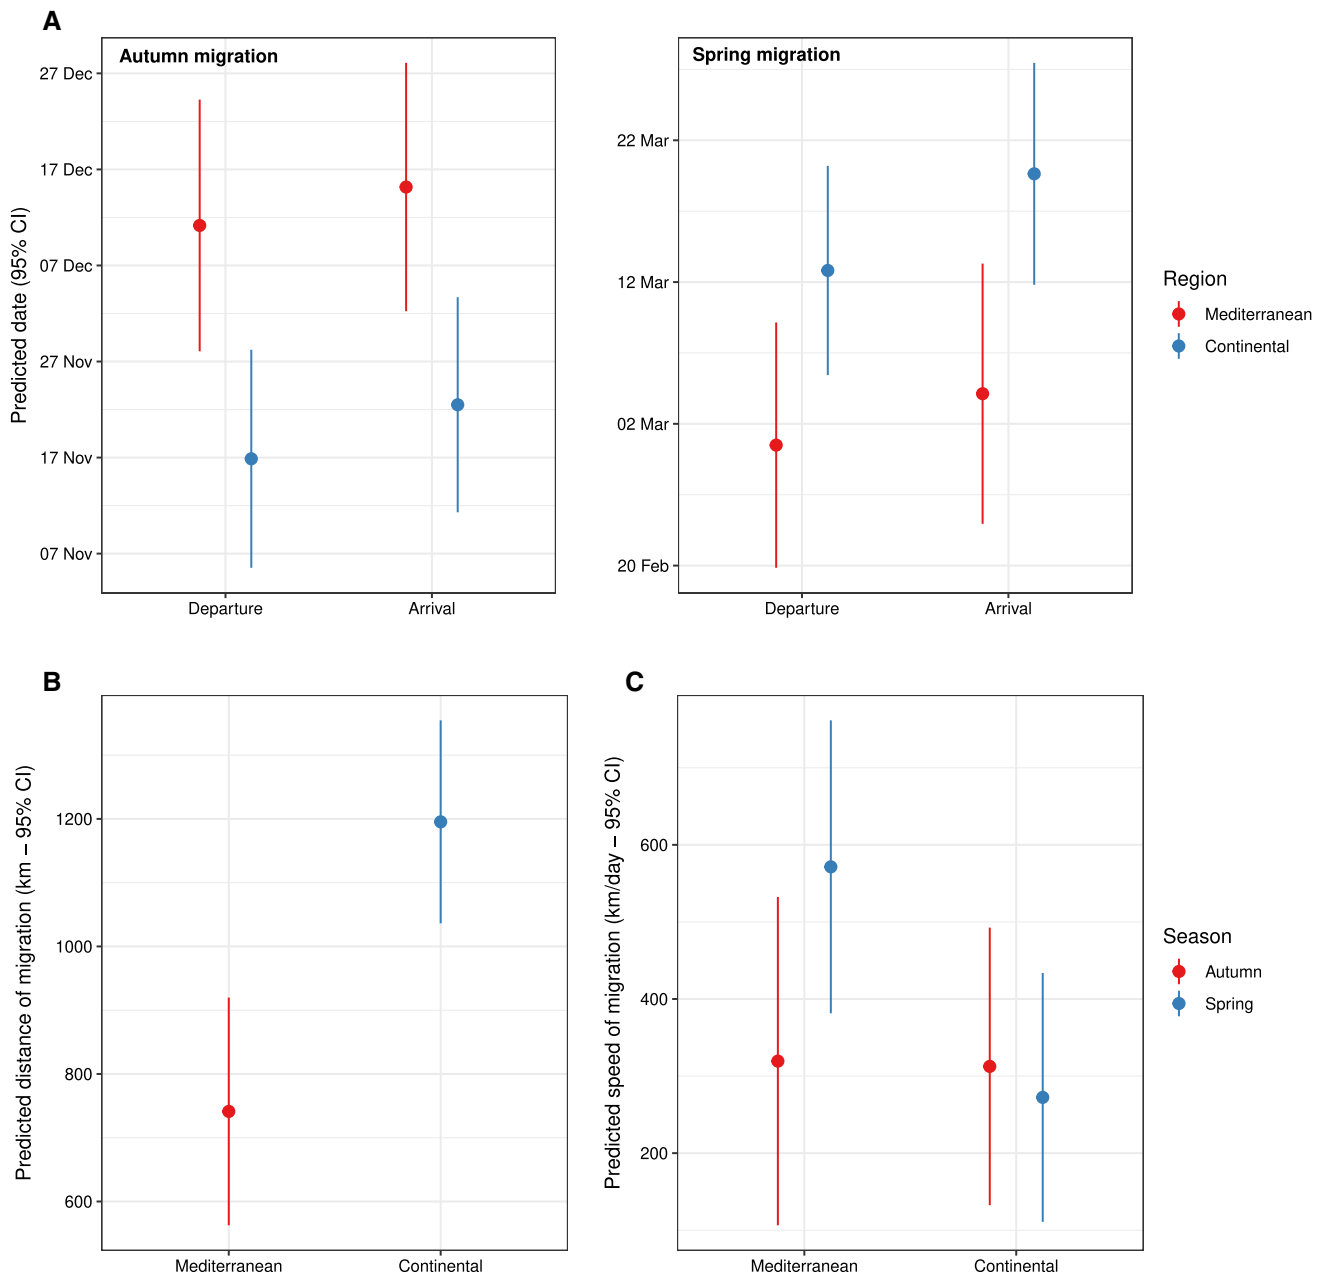 A
Autumn migration
27 Dec
17 Dec
07 Dec
27 Nov
17 Nov
07 Nov
Predicted date (95% CI)
Departure
Arrival
Spring migration
22 Mar
12 Mar
02 Mar
20 Feb
Departure
Arrival
Region
Mediterranean
Continental
B
1200
1000
800
600
Predicted distance of migration (km – 95% CI)
Mediterranean
Continental
C
600
400
200
Predicted speed of migration (km/day – 95% CI)
Mediterranean
Continental
Season
Autumn
Spring